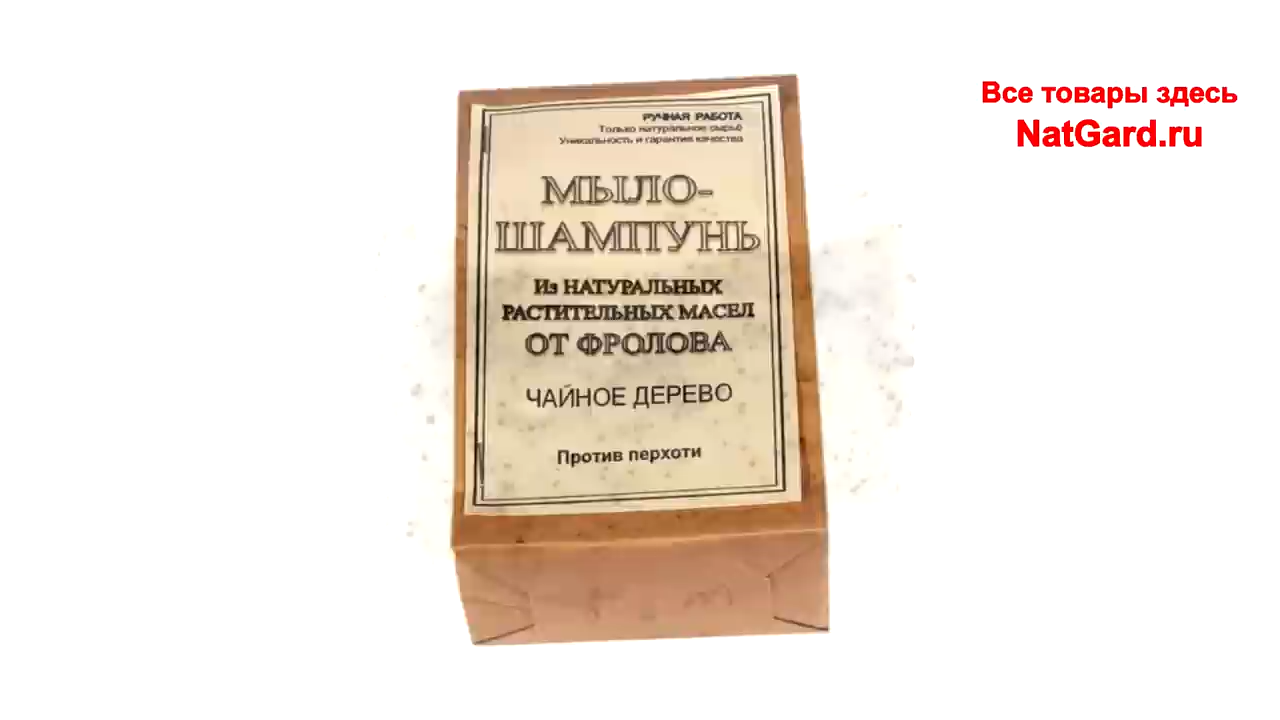 РУЧНАЯ РАБОТА
Только натуральное сырьё
Уникальность и гарантия качества
МЫЛО-
ШАМПУНЬ
Из НАТУРАЛЬНЫХ
РАСТИТЕЛЬНЫХ МАСЕЛ
ОТ ФРОЛОВА
ЧАЙНОЕ ДЕРЕВО
Против перхоти
Все товары здесь
NatGard.ru